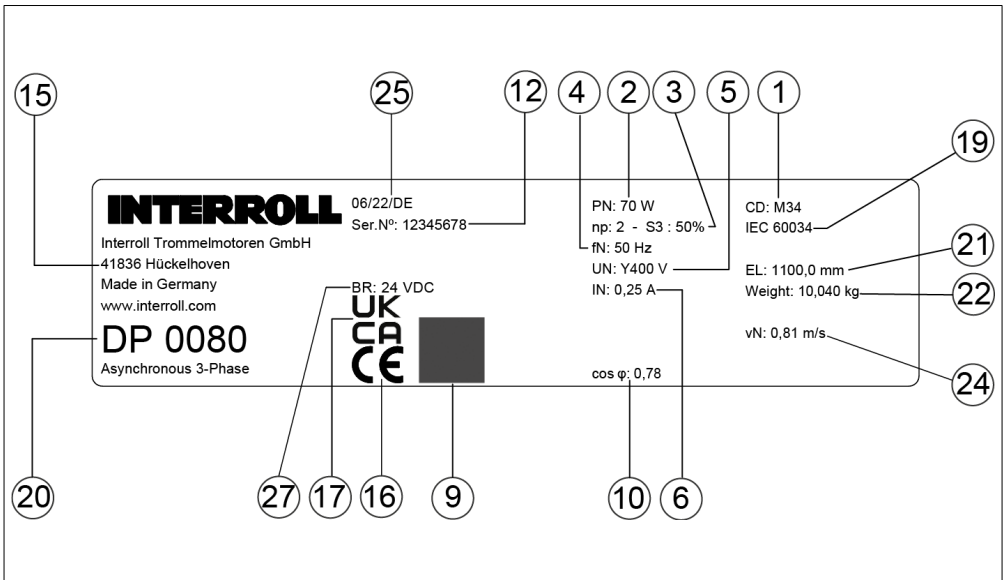 15
25
12
4
2
3
5
1
19
INTERROLL
06/22/DE
Ser.Nº: 12345678
Interroll Trommelmotoren GmbH
41836 Hückelhoven
Made in Germany
www.interroll.com
DP 0080
Asynchronous 3-Phase
BR: 24 VDC
UK
CA
CE
PN: 70 W
np: 2 - S3 : 50%
fN: 50 Hz
UN: Y400 V
IN: 0,25 A
cos φ: 0,78
CD: M34
IEC 60034
EL: 1100,0 mm
Weight: 10,040 kg
vN: 0,81 m/s
21
22
24
20
27
17
16
9
10
6